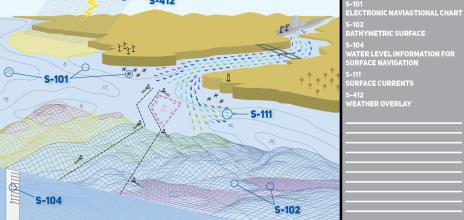 S-412
S-101
S-111
S-104
S-102
S-101
ELECTRONIC NAVIAGTIONAL CHART
S-102
BATHYMETRIC SURFACE
S-104
WATER LEVEL INFORMATION FOR
SURFACE NAVIGATION
S-111
SURFACE CURRENTS
S-412
WEATHER OVERLAY